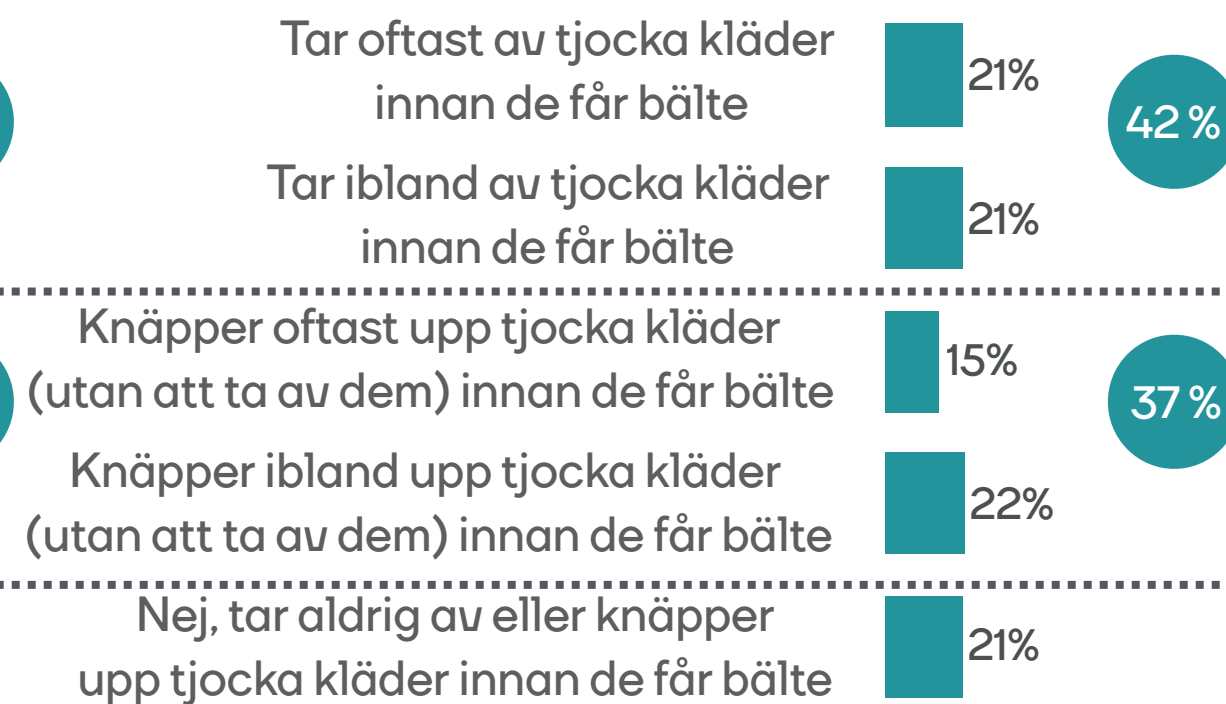 Tar oftast av tjocka kläder
innan de får bälte
21%
42 %
Tar ibland av tjocka kläder
innan de får bälte
21%
Knäpper oftast upp tjocka kläder
(utan att ta av dem) innan de får bälte
15%
37 %
Knäpper ibland upp tjocka kläder
(utan att ta av dem) innan de får bälte
22%
Nej, tar aldrig av eller knäpper
upp tjocka kläder innan de får bälte
21%